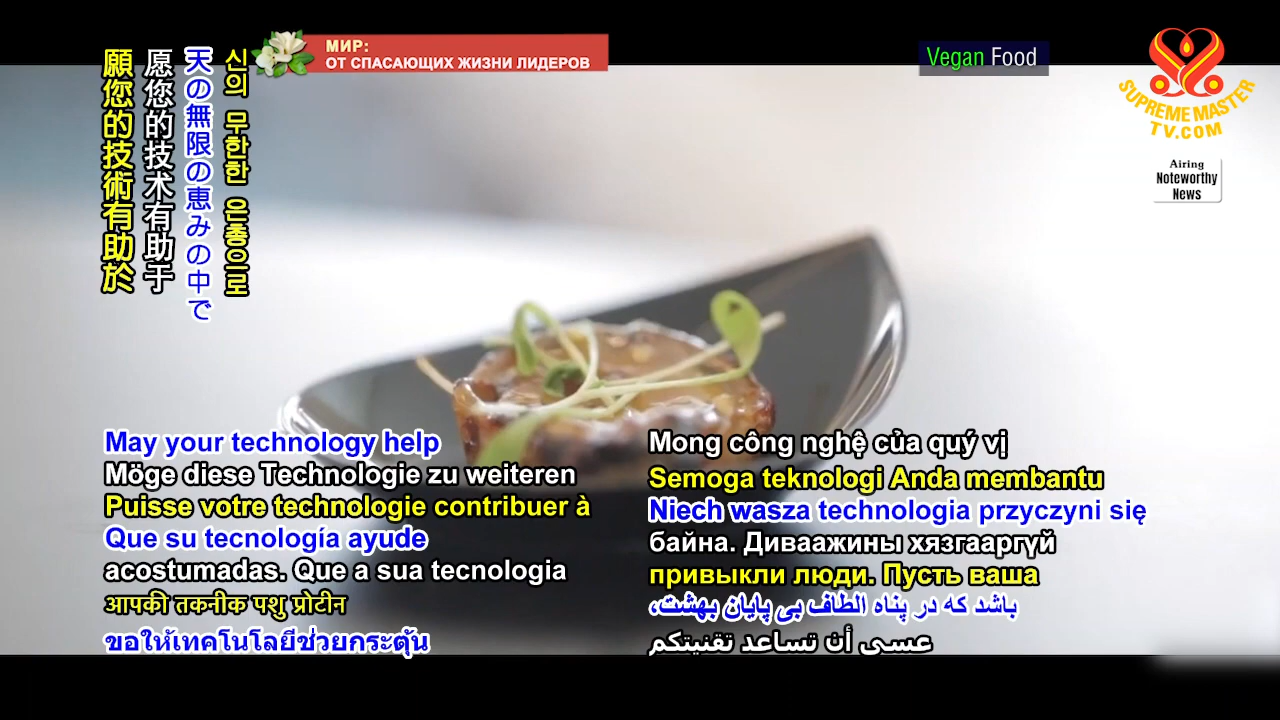 願您的技術有助於
愿您的技术有助于
天の無限の恵みの中で
신의 무한한 은총으로
МИР:
ОТ СПАСАЮЩИХ ЖИЗНИ ЛИДЕРОВ
Vegan Food
SUPREME MASTER
TV.COM
Airing
Noteworthy
News
May your technology help
Möge diese Technologie zu weiteren
Puisse votre technologie contribuer à
Que su tecnología ayude
acostumadas. Que a sua tecnologia
आपकी तकनीक पशु प्रोटीन
ขอให้เทคโนโลยีช่วยกระตุ้น
Mong công nghệ của quý vị
Semoga teknologi Anda membantu
Niech wasza technologia przyczyni się
байна. Диваажины хязгааргүй
привыкли люди. Пусть ваша
باشد که در پناه الطاف بی پایان بهشت،
عسى أن تساعد تقنيتكم